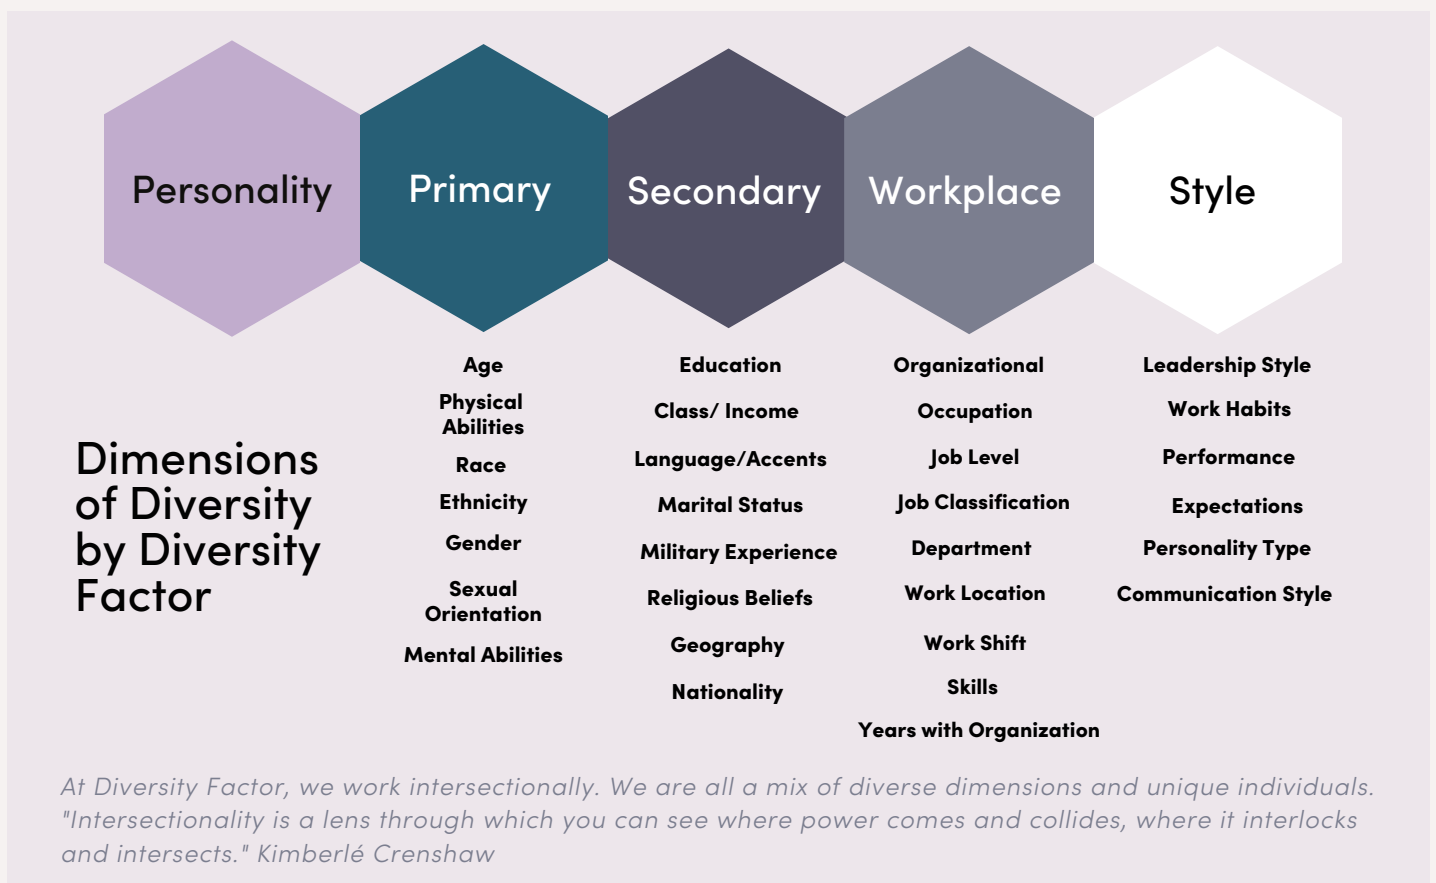 Personality
Primary
Secondary
Workplace
Style
Dimensions
of Diversity
by Diversity
Factor
Age
Physical
Abilities
Race
Ethnicity
Gender
Sexual
Orientation
Mental Abilities
Education
Class/ Income
Language/Accents
Marital Status
Military Experience
Religious Beliefs
Geography
Nationality
Organizational
Occupation
Job Level
Job Classification
Department
Work Location
Work Shift
Skills
Years with Organization
Leadership Style
Work Habits
Performance
Expectations
Personality Type
Communication Style
At Diversity Factor, we work intersectionally. We are all a mix of diverse dimensions and unique individuals.
"Intersectionality is a lens through which you can see where power comes and collides, where it interlocks
and intersects." Kimberlé Crenshaw